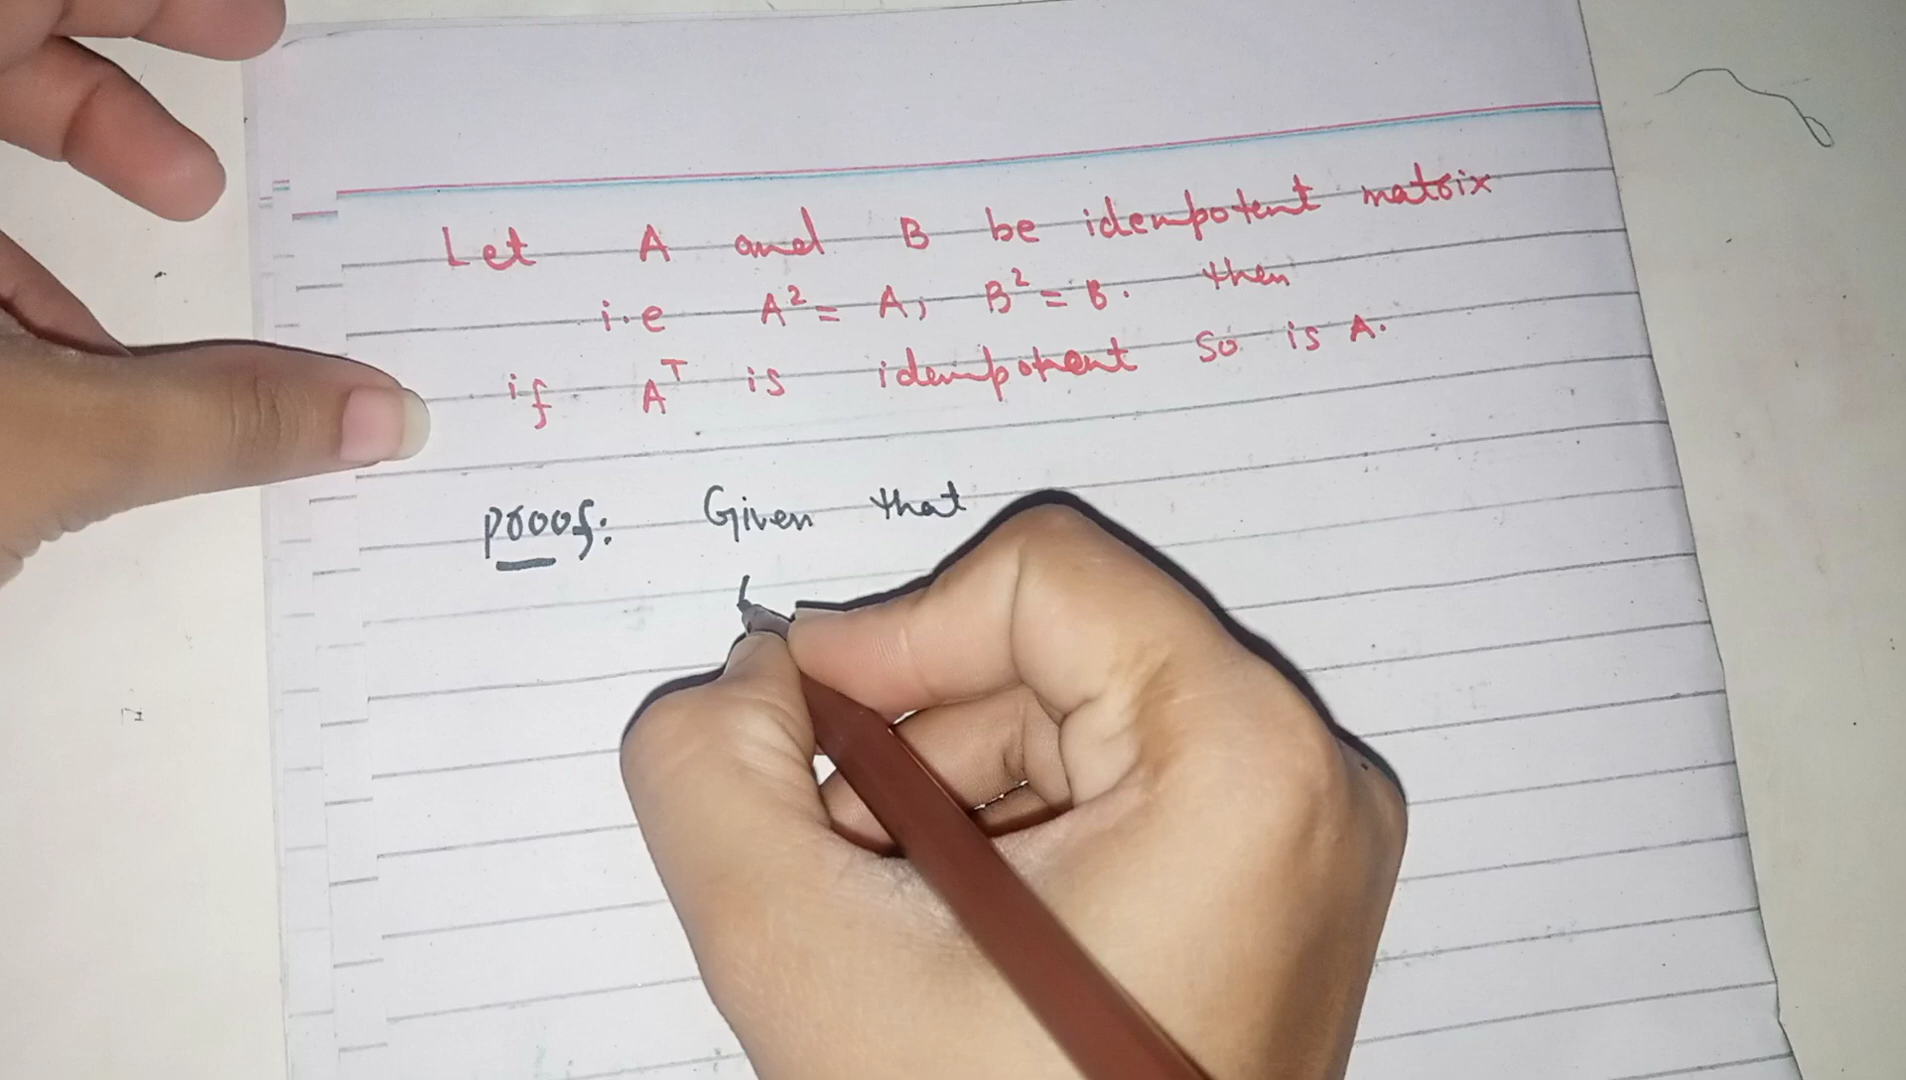 Let A and B be idempotent matrix
i.e A² = A, B² = B. then
if Aᵀ is idempotent so is A.
proof: Given that